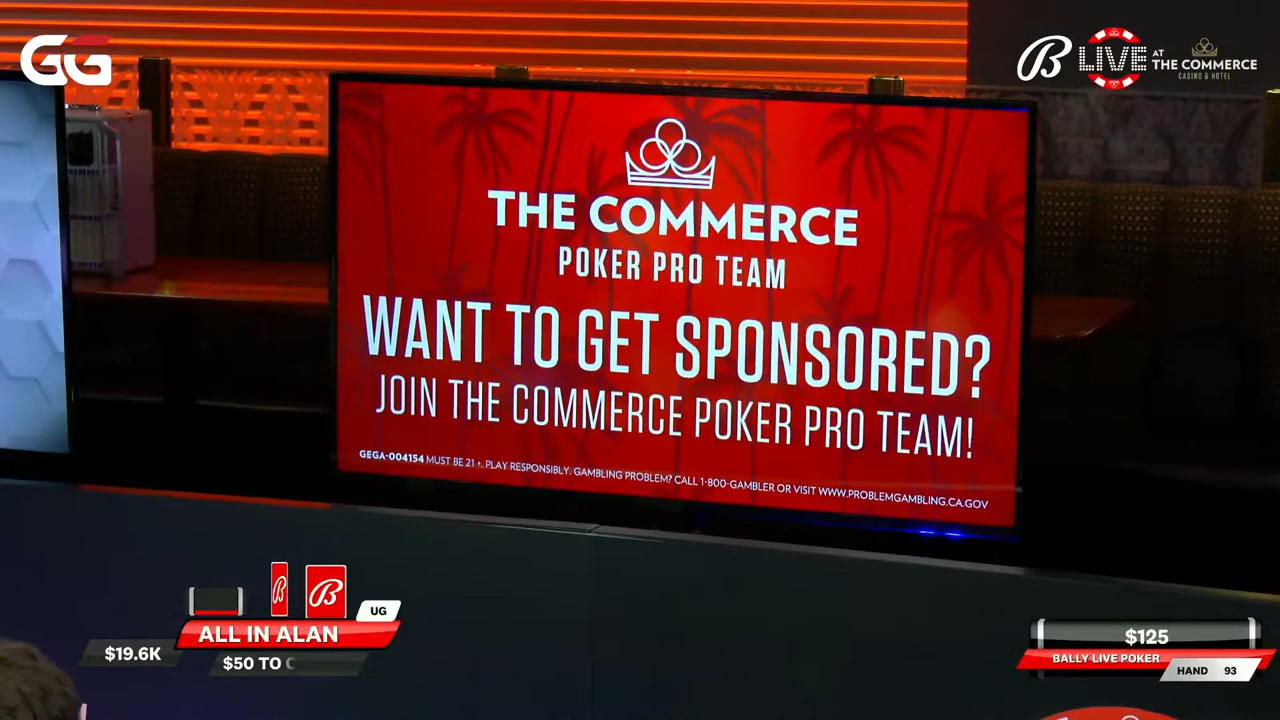 GG
B LIVE AT THE COMMERCE
CASINO & HOTEL
THE COMMERCE
POKER PRO TEAM
WANT TO GET SPONSORED?
JOIN THE COMMERCE POKER PRO TEAM!
GEGA-004154 MUST BE 21+. PLAY RESPONSIBLY. GAMBLING PROBLEM? CALL 1-800-GAMBLER OR VISIT WWW.PROBLEMGAMBLING.CA.GOV
B B
UG
ALL IN ALAN
$19.6K
$50 TO C
$125
BALLY LIVE POKER
HAND 93